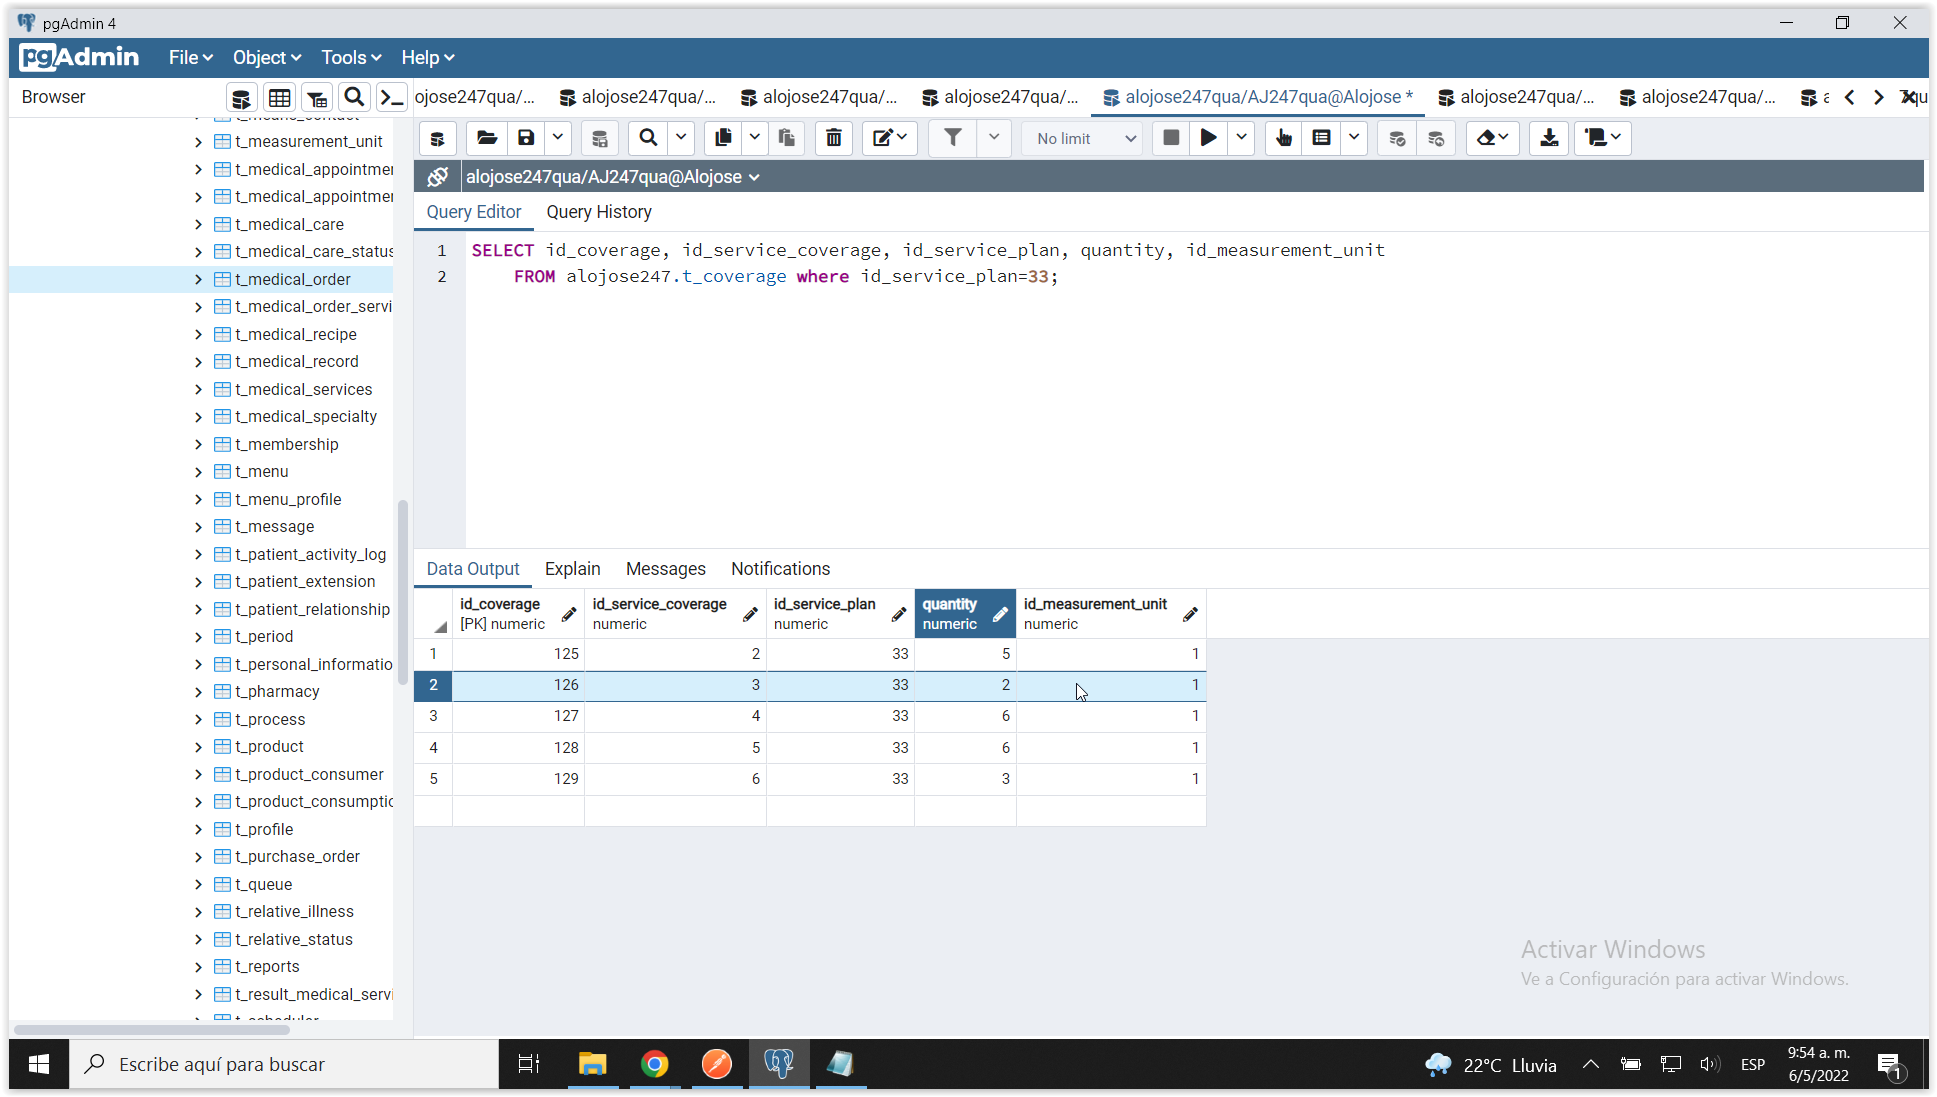 pgAdmin 4
pgAdmin File Object Tools Help
Browser
ojose247qua/... alojose247qua/... alojose247qua/... alojose247qua/... alojose247qua/AJ247qua@Alojose * alojose247qua/... alojose247qua/...
No limit
alojose247qua/AJ247qua@Alojose
Query Editor Query History
1 SELECT id_coverage, id_service_coverage, id_service_plan, quantity, id_measurement_unit
2 FROM alojose247.t_coverage where id_service_plan=33;
t_measurement_unit
t_medical_appointmer
t_medical_appointmer
t_medical_care
t_medical_care_status
t_medical_order
t_medical_order_servi
t_medical_recipe
t_medical_record
t_medical_services
t_medical_specialty
t_membership
t_menu
t_menu_profile
t_message
t_patient_activity_log
t_patient_extension
t_patient_relationship
t_period
t_personal_informatio
t_pharmacy
t_process
t_product
t_product_consumer
t_product_consumptic
t_profile
t_purchase_order
t_queue
t_relative_illness
t_relative_status
t_reports
t_result_medical_servi
Data Output Explain Messages Notifications
id_coverage id_service_coverage id_service_plan quantity id_measurement_unit
[PK] numeric numeric numeric numeric numeric
1 125 2 33 5 1
2 126 3 33 2 1
3 127 4 33 6 1
4 128 5 33 6 1
5 129 6 33 3 1
Activar Windows
Ve a Configuración para activar Windows.
Escribe aquí para buscar
22°C Lluvia
ESP
9:54 a. m.
6/5/2022
1